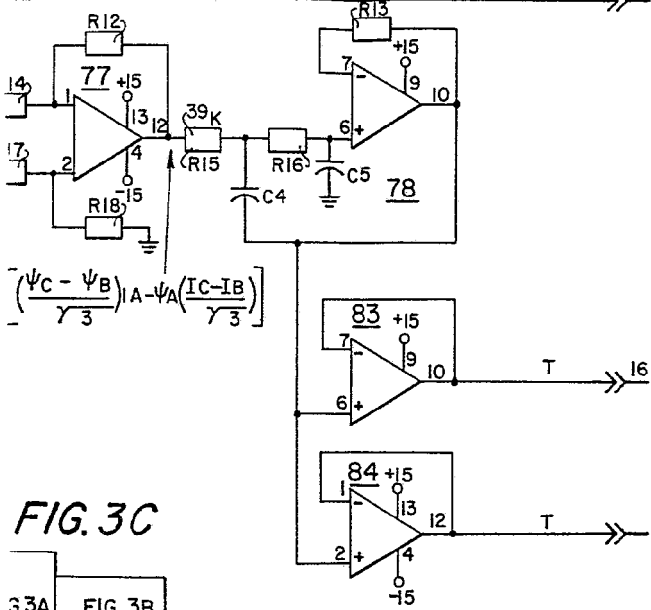 R12
R13
14
77
+15
+15
7
-
1
13
12
39K
9
10
17
2
4
R15
R16
6
+
C5
-15
C4
78
R18
[(ψC - ψB / √3) IA - ψA (IC-IB / √3)]
83
+15
7
-
9
10
T
16
6
+
84
+15
1
-
13
12
T
FIG. 3C
2
+
4
-15
G.3A
FIG. 3B